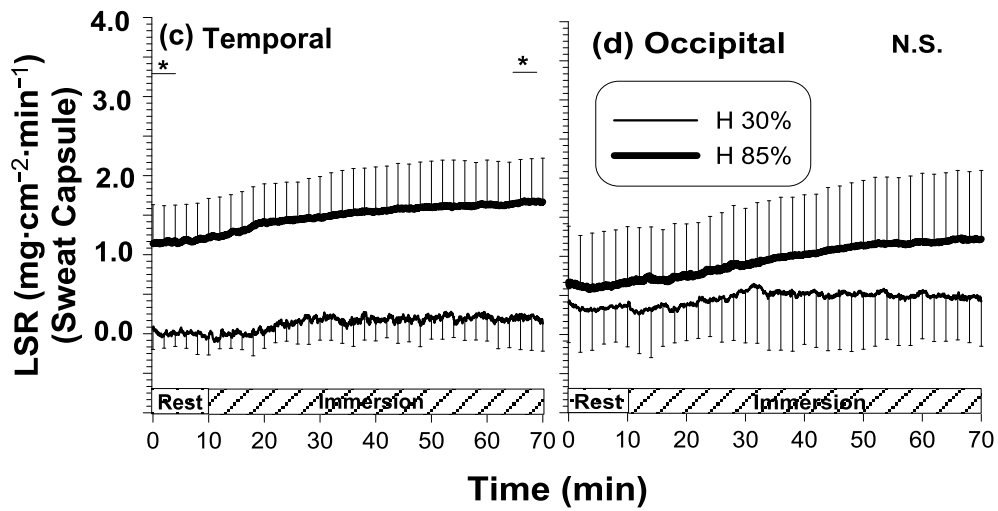 LSR (mg·cm⁻²·min⁻¹)
(Sweat Capsule)
4.0
3.0
2.0
1.0
0.0
(c) Temporal
*
*
Rest
Immersion
0 10 20 30 40 50 60 70
(d) Occipital
N.S.
H 30%
H 85%
Rest
Immersion
0 10 20 30 40 50 60 70
Time (min)